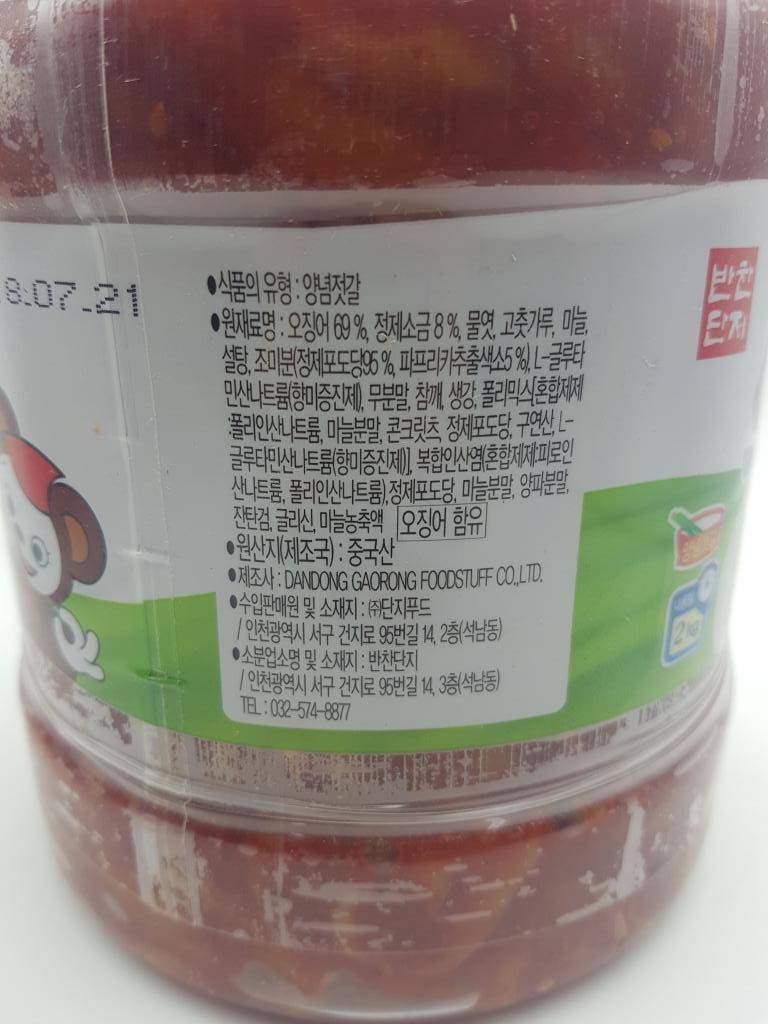 8.07.21
●식품의 유형 : 양념젓갈
●원재료명 : 오징어 69 %, 정제소금 8 %, 물엿, 고춧가루, 마늘,
설탕, 조미분(정제포도당95 %, 파프리카추출색소5 %), L-글루타
민산나트륨(향미증진제), 무분말, 참깨, 생강, 폴리믹스[혼합제제
:폴리인산나트륨, 마늘분말, 콘크릿츠, 정제포도당, 구연산, L-
글루타민산나트륨(향미증진제)], 복합인산염(혼합제제:피로인
산나트륨, 폴리인산나트륨),정제포도당, 마늘분말, 양파분말,
잔탄검, 글리신, 마늘농축액 오징어 함유
●원산지(제조국) : 중국산
●제조사 : DANDONG GAORONG FOODSTUFF CO.,LTD.
●수입판매원 및 소재지 : ㈜단지푸드
/ 인천광역시 서구 건지로 95번길 14, 2층(석남동)
●소분업소명 및 소재지 : 반찬단지
/ 인천광역시 서구 건지로 95번길 14, 3층(석남동)
TEL : 032-574-8877
반찬
단지
2kg